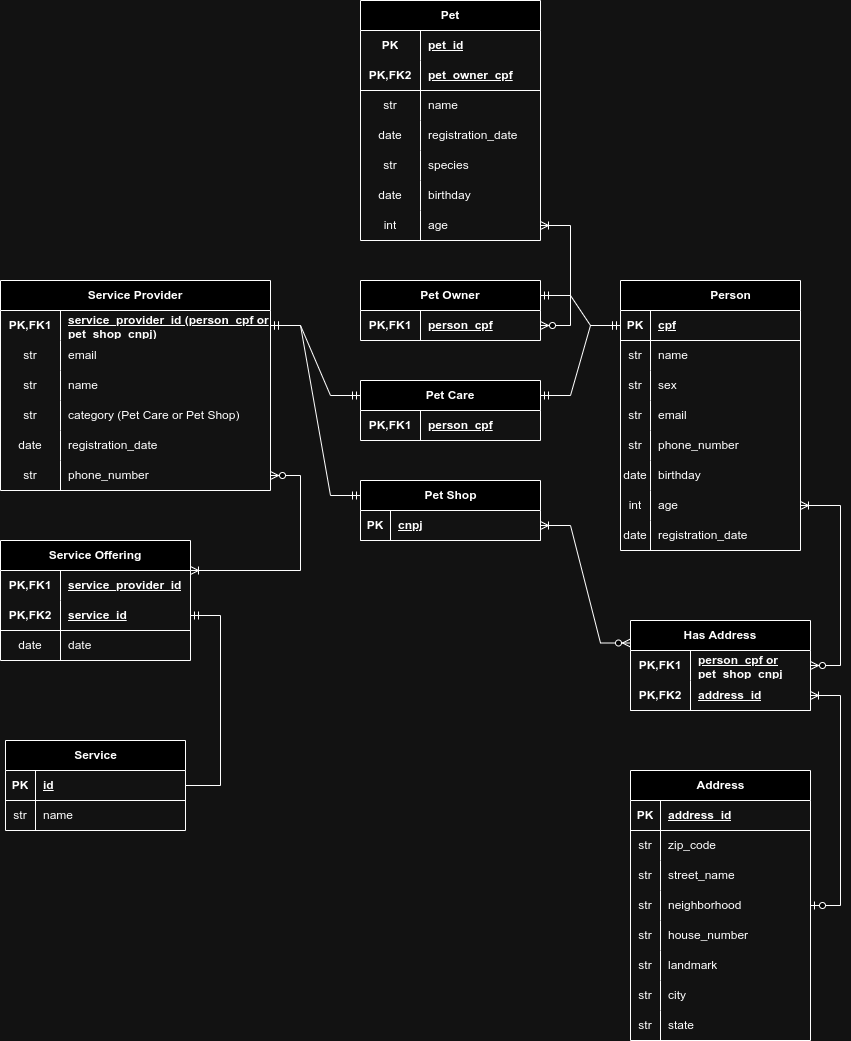 Pet
PK pet_id
PK,FK2 pet_owner_cpf
str name
date registration_date
str species
date birthday
int age
Service Provider
PK,FK1 service_provider_id (person_cpf or
pet_shop_cnpj)
str email
str name
str category (Pet Care or Pet Shop)
date registration_date
str phone_number
Pet Owner
PK,FK1 person_cpf
Pet Care
PK,FK1 person_cpf
Pet Shop
PK cnpj
Person
PK cpf
str name
str sex
str email
str phone_number
date birthday
int age
date registration_date
Service Offering
PK,FK1 service_provider_id
PK,FK2 service_id
date date
Has Address
PK,FK1 person_cpf or
pet_shop_cnpj
PK,FK2 address_id
Service
PK id
str name
Address
PK address_id
str zip_code
str street_name
str neighborhood
str house_number
str landmark
str city
str state